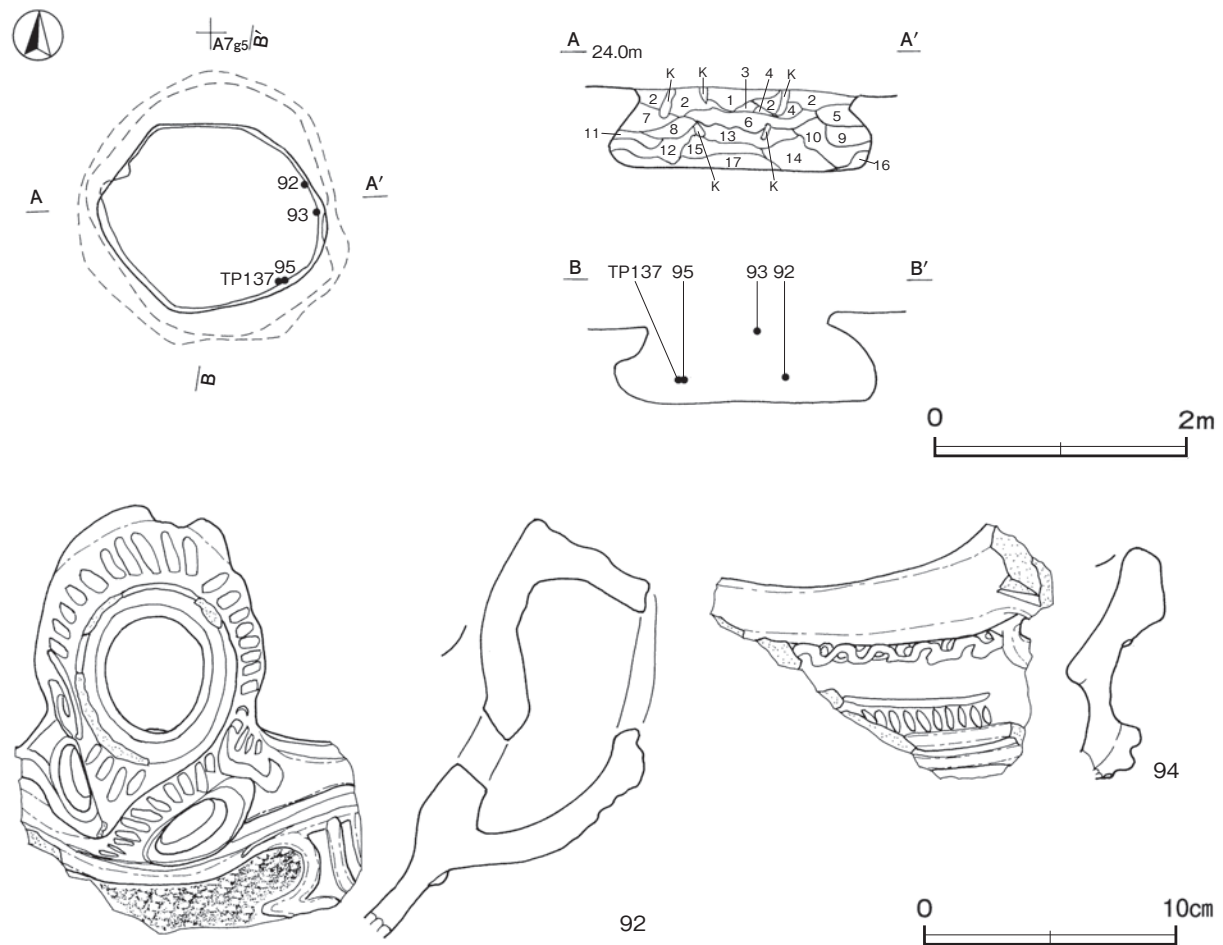 A7g5
B′
A
A′
92
93
95
TP137
B
A 24.0m
A′
K K 3 4 K
2 2 1 2 4 2
7 6 5
11 8 13 10 9
12 15 17 14 16
K K
B
TP137 95 93 92
B′
0 2m
92
94
0 10cm